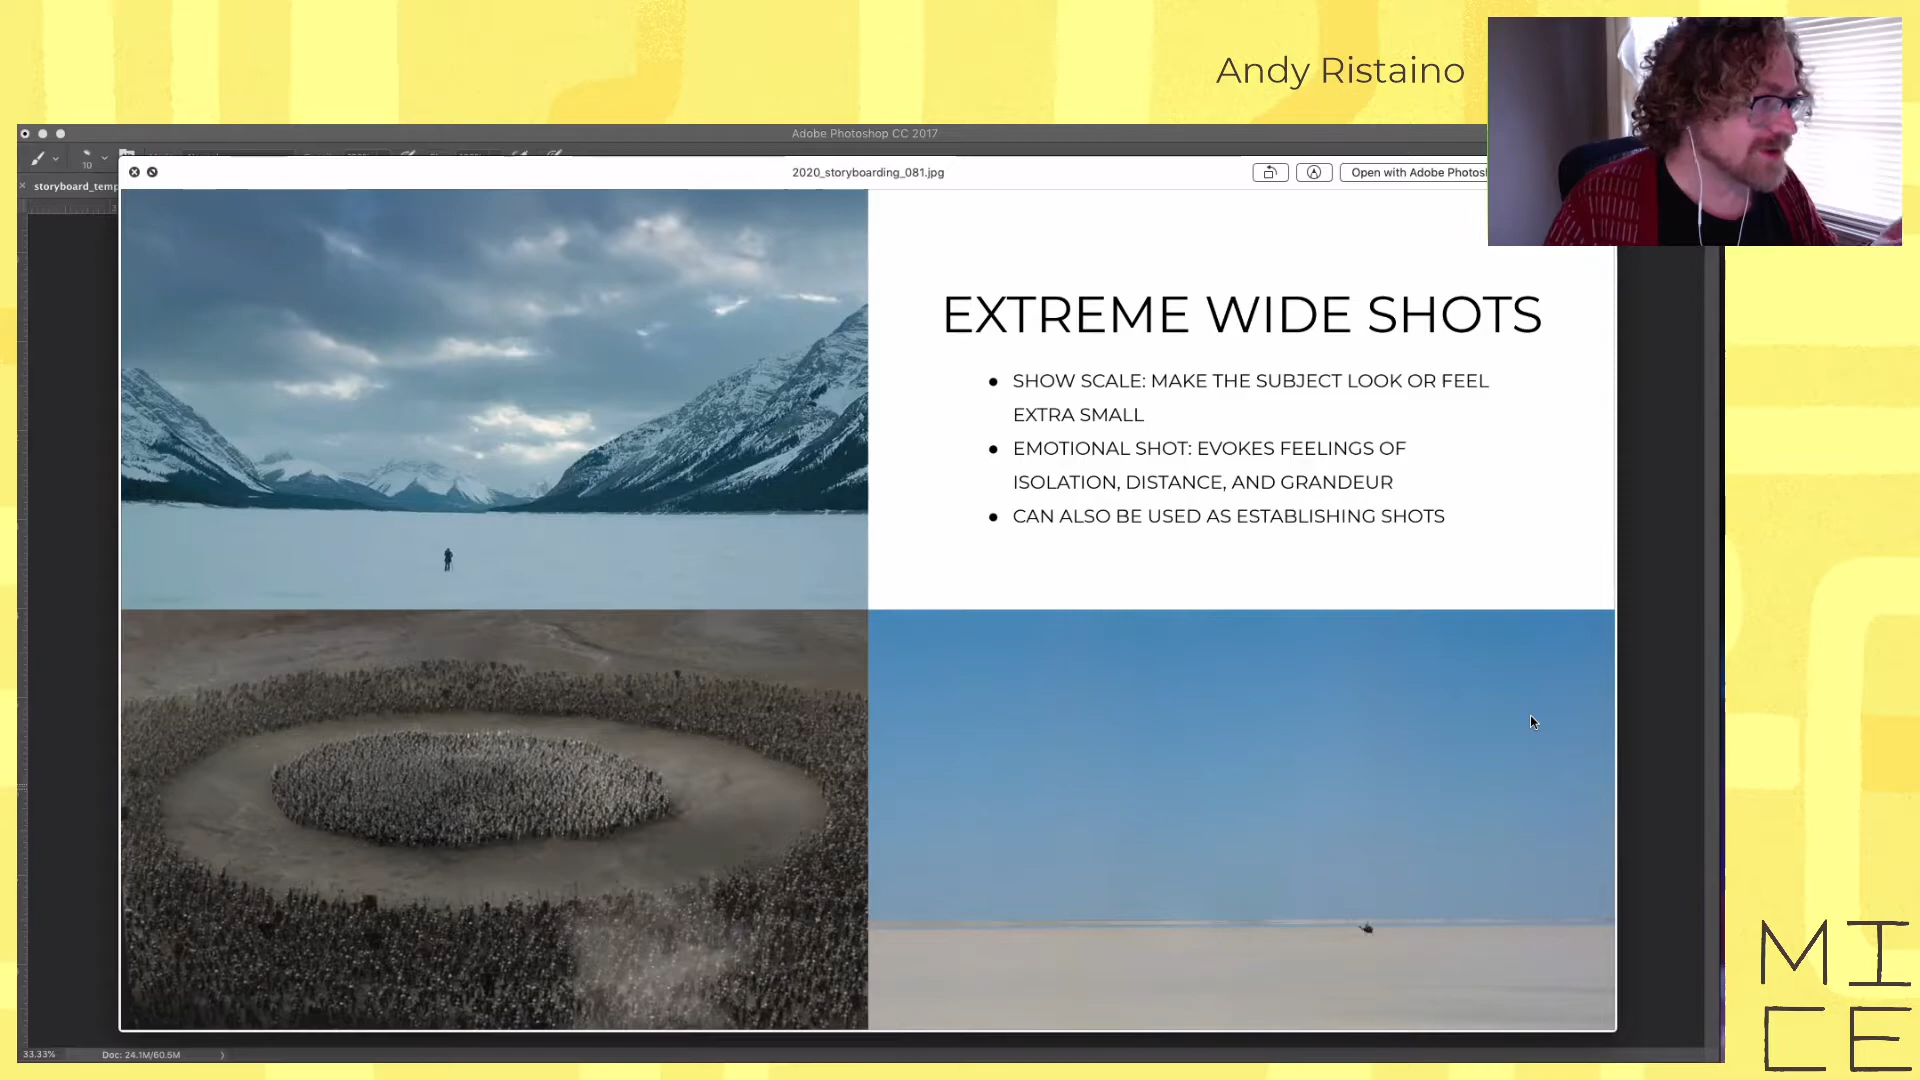 Andy Ristaino
Adobe Photoshop CC 2017
10
2020_storyboarding_081.jpg
Open with Adobe Photosh
storyboard_temp
EXTREME WIDE SHOTS
● SHOW SCALE: MAKE THE SUBJECT LOOK OR FEEL
EXTRA SMALL
● EMOTIONAL SHOT: EVOKES FEELINGS OF
ISOLATION, DISTANCE, AND GRANDEUR
● CAN ALSO BE USED AS ESTABLISHING SHOTS
MI
CE
33.33%
Doc: 24.1M/60.5M